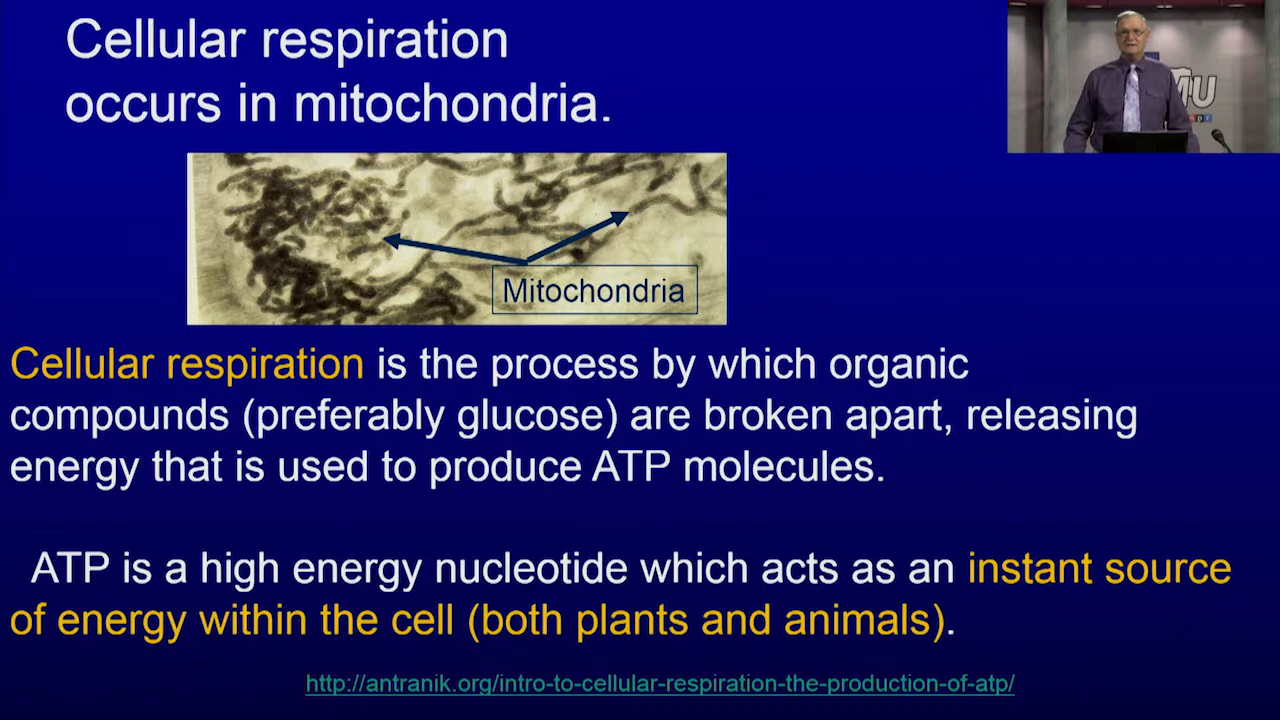 Cellular respiration
occurs in mitochondria.
Mitochondria
Cellular respiration is the process by which organic
compounds (preferably glucose) are broken apart, releasing
energy that is used to produce ATP molecules.
ATP is a high energy nucleotide which acts as an instant source
of energy within the cell (both plants and animals).
http://antranik.org/intro-to-cellular-respiration-the-production-of-atp/